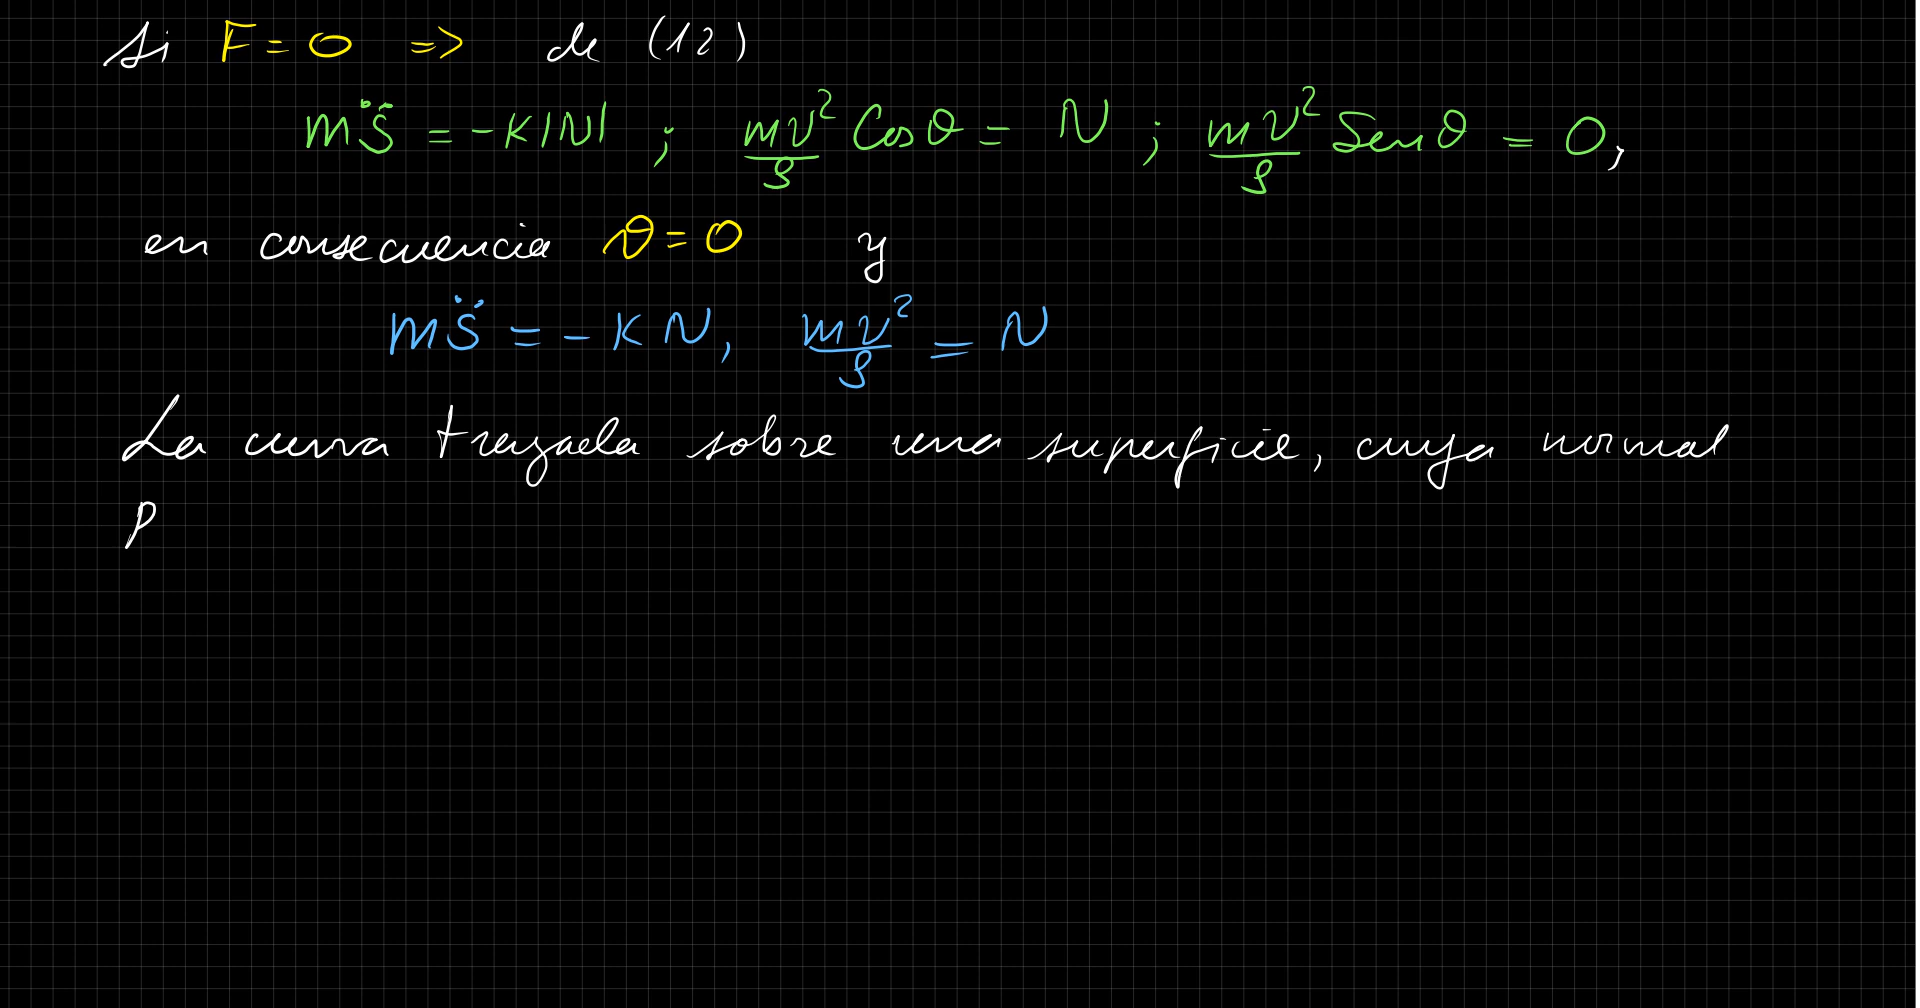 Si F = 0 => de (12)
m s̈ = -K|N| ; mv²/ρ Cos θ = N ; mv²/ρ Sen θ = 0,
en consecuencia ϑ = 0 y
m s̈ = -K N, mv²/ρ = N
La curva trazada sobre una superficie, cuya normal
P